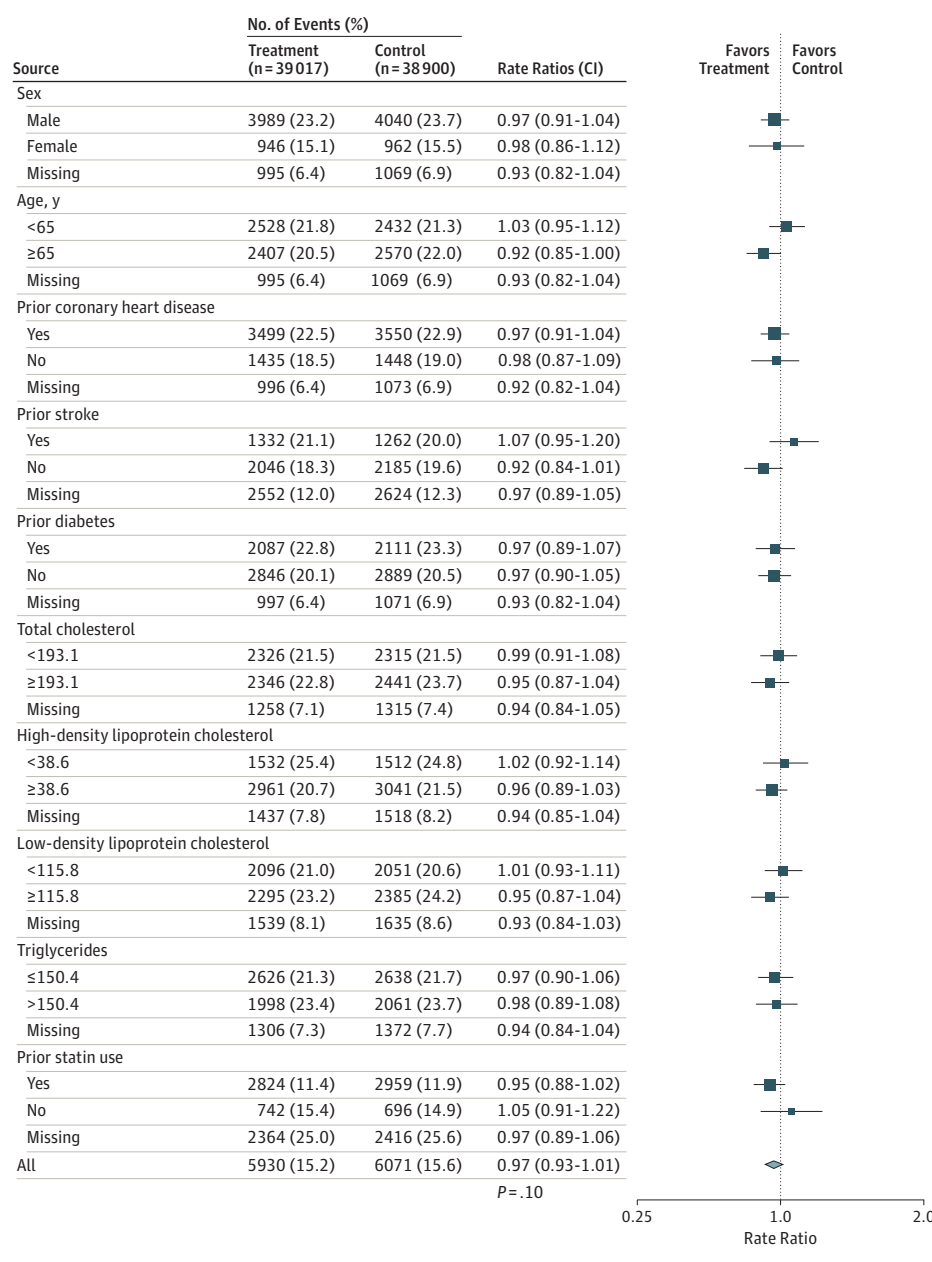 No. of Events (%)
Treatment Control Favors Favors
Source (n=39017) (n=38900) Rate Ratios (CI) Treatment Control
Sex
Male 3989 (23.2) 4040 (23.7) 0.97 (0.91-1.04)
Female 946 (15.1) 962 (15.5) 0.98 (0.86-1.12)
Missing 995 (6.4) 1069 (6.9) 0.93 (0.82-1.04)
Age, y
<65 2528 (21.8) 2432 (21.3) 1.03 (0.95-1.12)
≥65 2407 (20.5) 2570 (22.0) 0.92 (0.85-1.00)
Missing 995 (6.4) 1069 (6.9) 0.93 (0.82-1.04)
Prior coronary heart disease
Yes 3499 (22.5) 3550 (22.9) 0.97 (0.91-1.04)
No 1435 (18.5) 1448 (19.0) 0.98 (0.87-1.09)
Missing 996 (6.4) 1073 (6.9) 0.92 (0.82-1.04)
Prior stroke
Yes 1332 (21.1) 1262 (20.0) 1.07 (0.95-1.20)
No 2046 (18.3) 2185 (19.6) 0.92 (0.84-1.01)
Missing 2552 (12.0) 2624 (12.3) 0.97 (0.89-1.05)
Prior diabetes
Yes 2087 (22.8) 2111 (23.3) 0.97 (0.89-1.07)
No 2846 (20.1) 2889 (20.5) 0.97 (0.90-1.05)
Missing 997 (6.4) 1071 (6.9) 0.93 (0.82-1.04)
Total cholesterol
<193.1 2326 (21.5) 2315 (21.5) 0.99 (0.91-1.08)
≥193.1 2346 (22.8) 2441 (23.7) 0.95 (0.87-1.04)
Missing 1258 (7.1) 1315 (7.4) 0.94 (0.84-1.05)
High-density lipoprotein cholesterol
<38.6 1532 (25.4) 1512 (24.8) 1.02 (0.92-1.14)
≥38.6 2961 (20.7) 3041 (21.5) 0.96 (0.89-1.03)
Missing 1437 (7.8) 1518 (8.2) 0.94 (0.85-1.04)
Low-density lipoprotein cholesterol
<115.8 2096 (21.0) 2051 (20.6) 1.01 (0.93-1.11)
≥115.8 2295 (23.2) 2385 (24.2) 0.95 (0.87-1.04)
Missing 1539 (8.1) 1635 (8.6) 0.93 (0.84-1.03)
Triglycerides
≤150.4 2626 (21.3) 2638 (21.7) 0.97 (0.90-1.06)
>150.4 1998 (23.4) 2061 (23.7) 0.98 (0.89-1.08)
Missing 1306 (7.3) 1372 (7.7) 0.94 (0.84-1.04)
Prior statin use
Yes 2824 (11.4) 2959 (11.9) 0.95 (0.88-1.02)
No 742 (15.4) 696 (14.9) 1.05 (0.91-1.22)
Missing 2364 (25.0) 2416 (25.6) 0.97 (0.89-1.06)
All 5930 (15.2) 6071 (15.6) 0.97 (0.93-1.01)
P=.10
0.25 1.0 2.0
Rate Ratio